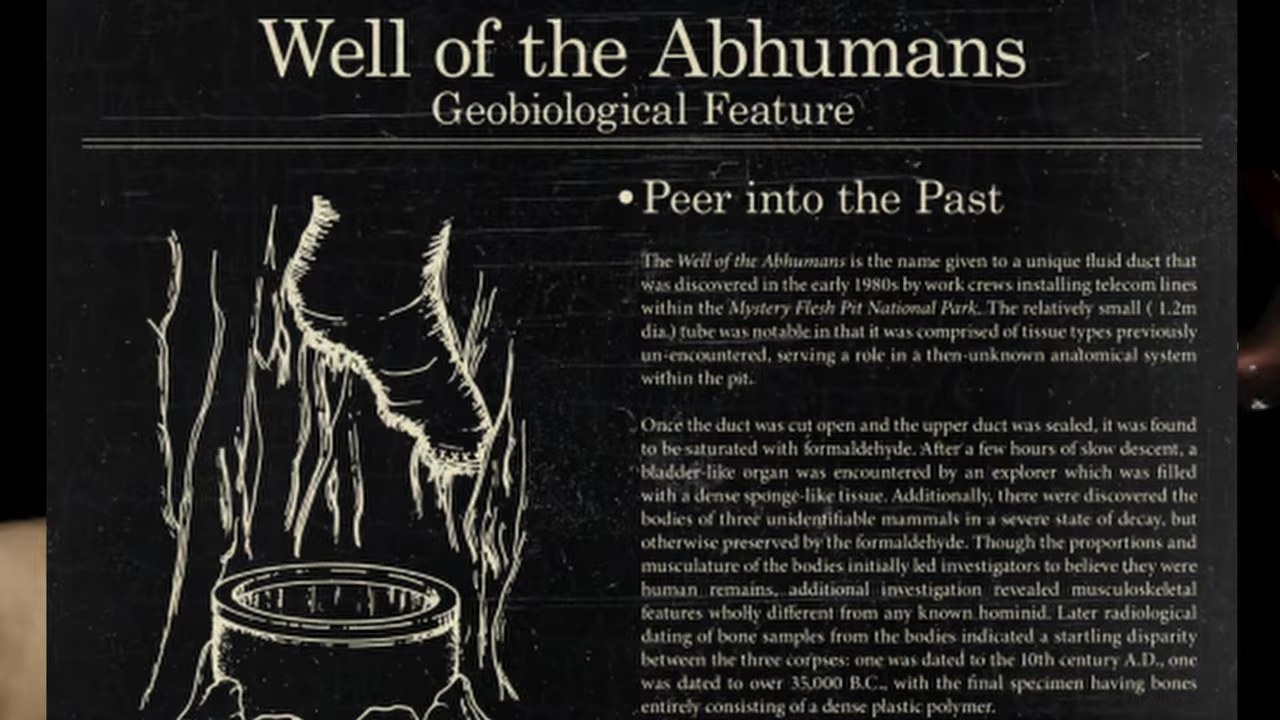 Well of the Abhumans
Geobiological Feature
•Peer into the Past
The Well of the Abhumans is the name given to a unique fluid duct that
was discovered in the early 1980s by work crews installing telecom lines
within the Mystery Flesh Pit National Park. The relatively small ( 1.2m
dia.) tube was notable in that it was comprised of tissue types previously
un-encountered, serving a role in a then-unknown anatomical system
within the pit.
Once the duct was cut open and the upper duct was sealed, it was found
to be saturated with formaldehyde. After a few hours of slow descent, a
bladder-like organ was encountered by an explorer which was filled
with a dense sponge-like tissue. Additionally, there were discovered the
bodies of three unidentifiable mammals in a severe state of decay, but
otherwise preserved by the formaldehyde. Though the proportions and
musculature of the bodies initially led investigators to believe they were
human remains, additional investigation revealed musculoskeletal
features wholly different from any known hominid. Later radiological
dating of bone samples from the bodies indicated a startling disparity
between the three corpses: one was dated to the 10th century A.D., one
was dated to over 35,000 B.C., with the final specimen having bones
entirely consisting of a dense plastic polymer.